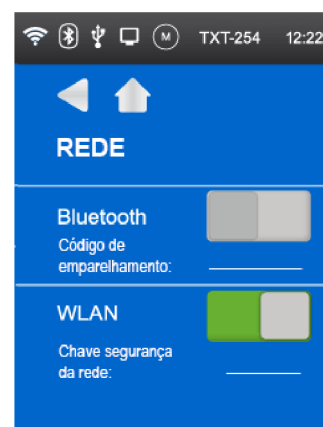 M TXT-254 12:22
REDE
Bluetooth
Código de
emparelhamento:
WLAN
Chave segurança
da rede: